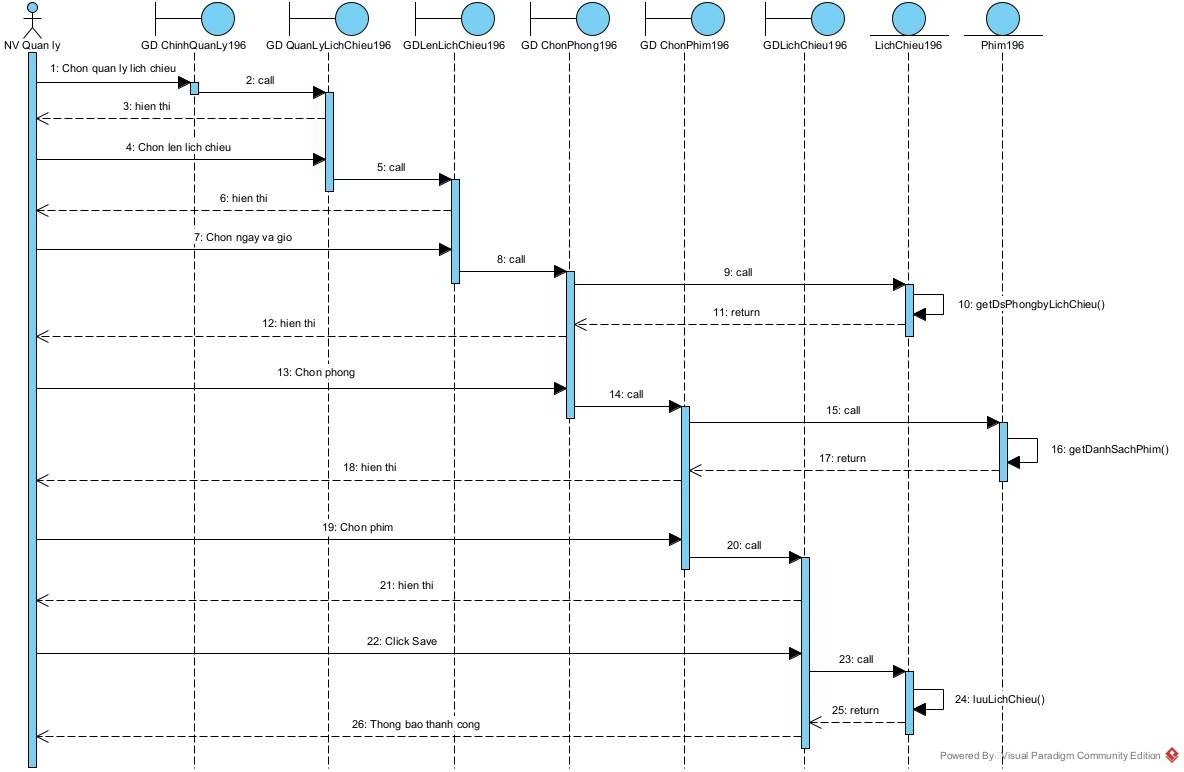 NV Quan ly
GD ChinhQuanLy196
GD QuanLyLichChieu196
GDLenLichChieu196
GD ChonPhong196
GD ChonPhim196
GDLichChieu196
LichChieu196
Phim196
1: Chon quan ly lich chieu
2: call
3: hien thi
4: Chon len lich chieu
5: call
6: hien thi
7: Chon ngay va gio
8: call
9: call
10: getDsPhongbyLichChieu()
11: return
12: hien thi
13: Chon phong
14: call
15: call
16: getDanhSachPhim()
17: return
18: hien thi
19: Chon phim
20: call
21: hien thi
22: Click Save
23: call
24: luuLichChieu()
25: return
26: Thong bao thanh cong
Powered By Visual Paradigm Community Edition